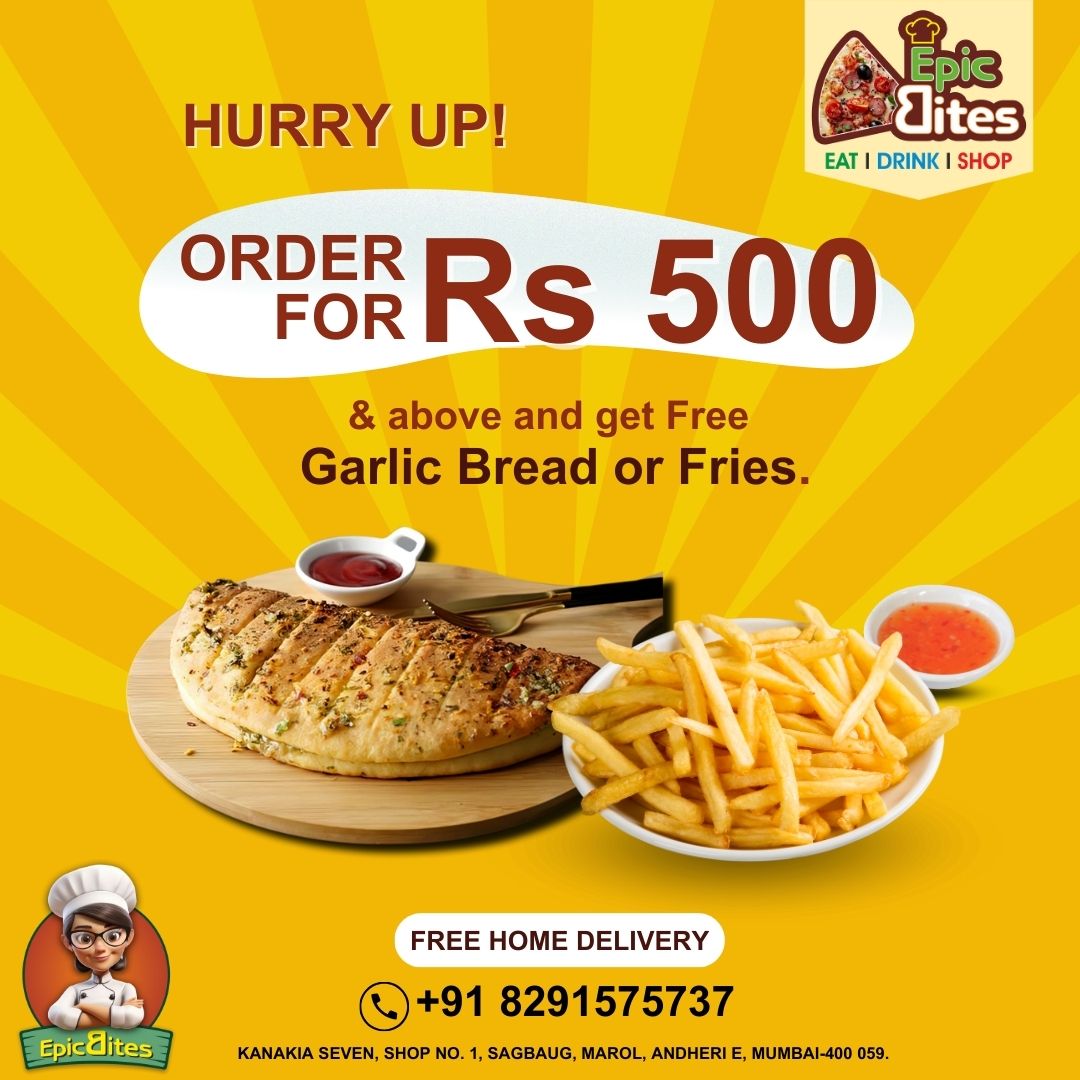 Epic
Bites
EAT I DRINK I SHOP
HURRY UP!
ORDER
FOR
Rs 500
& above and get Free
Garlic Bread or Fries.
FREE HOME DELIVERY
+91 8291575737
EpicBites
KANAKIA SEVEN, SHOP NO. 1, SAGBAUG, MAROL, ANDHERI E, MUMBAI-400 059.